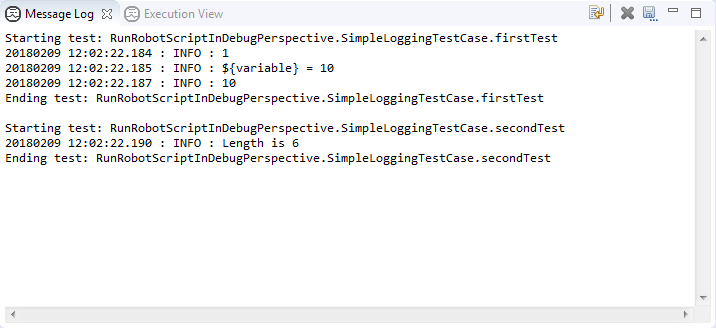 Message Log
Execution View
Starting test: RunRobotScriptInDebugPerspective.SimpleLoggingTestCase.firstTest
20180209 12:02:22.184 : INFO : 1
20180209 12:02:22.185 : INFO : ${variable} = 10
20180209 12:02:22.187 : INFO : 10
Ending test: RunRobotScriptInDebugPerspective.SimpleLoggingTestCase.firstTest
Starting test: RunRobotScriptInDebugPerspective.SimpleLoggingTestCase.secondTest
20180209 12:02:22.190 : INFO : Length is 6
Ending test: RunRobotScriptInDebugPerspective.SimpleLoggingTestCase.secondTest